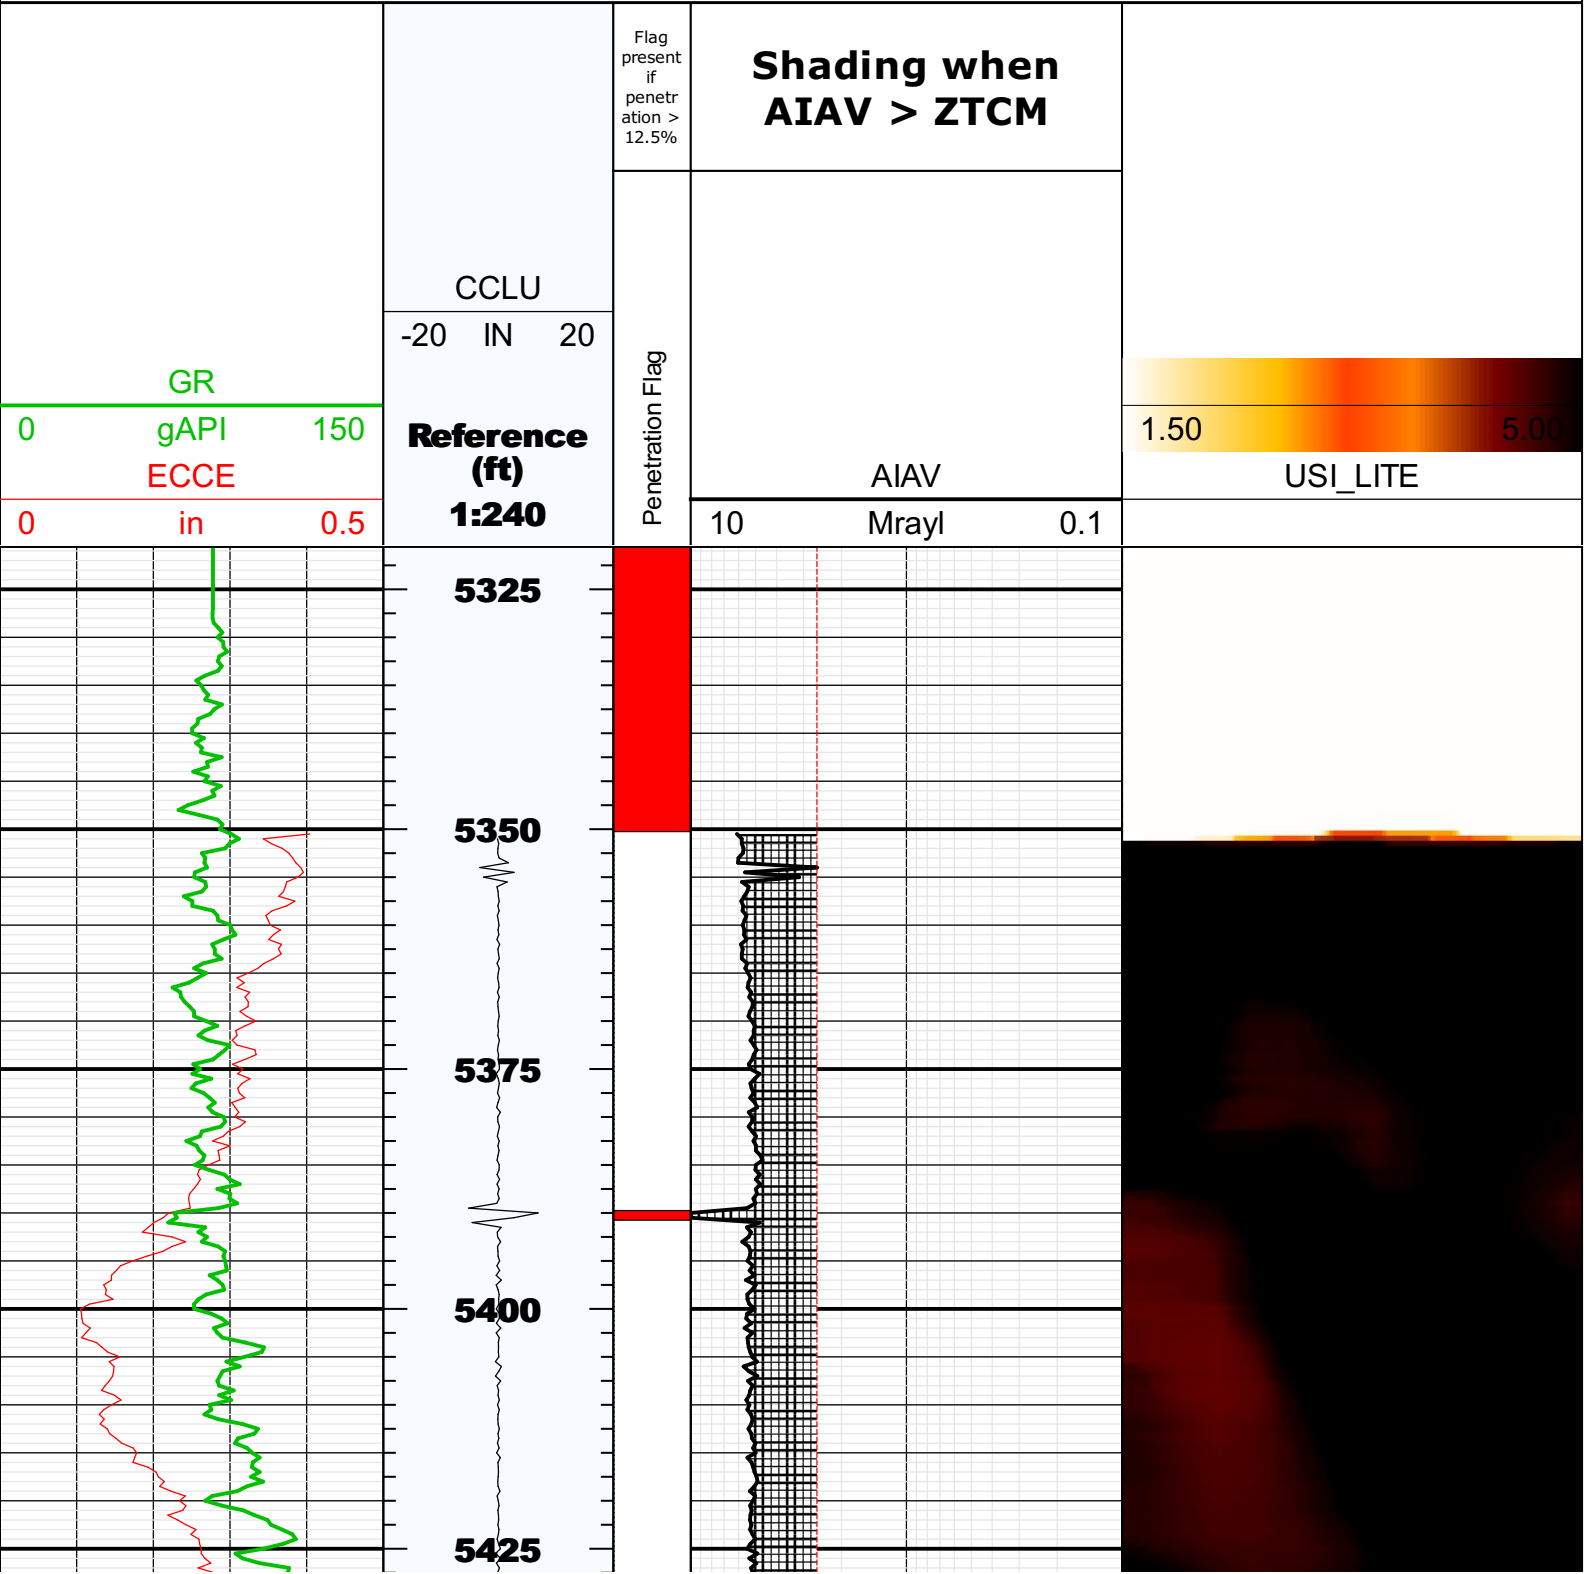 Flag
present
if
penetr
ation >
12.5%
Shading when
AIAV > ZTCM
CCLU
-20 IN 20
GR
0 gAPI 150
ECCE
0 in 0.5
Reference
(ft)
1:240
Penetration Flag
AIAV
10 Mrayl 0.1
1.50 5.00
USI_LITE
5325
5350
5375
5400
5425